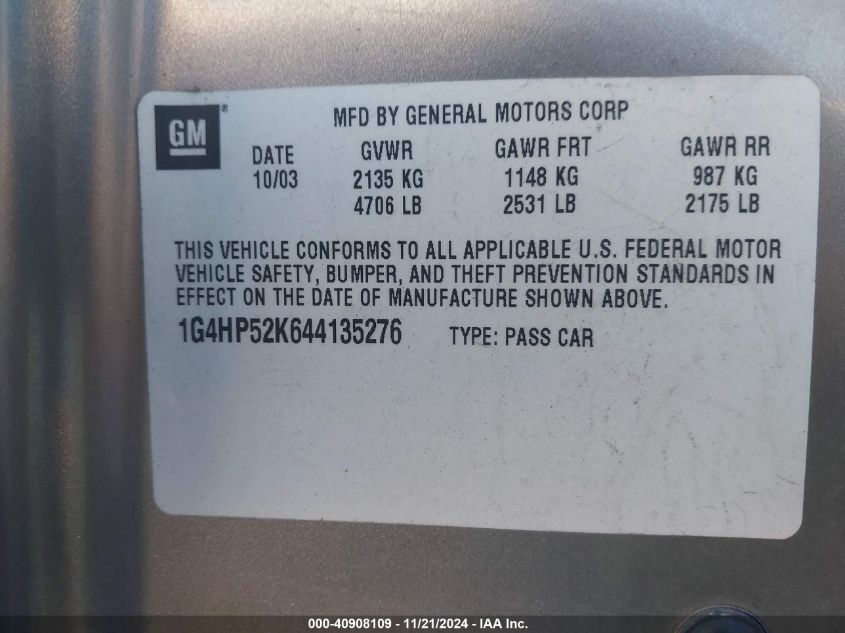 GM®
MFD BY GENERAL MOTORS CORP
DATE GVWR GAWR FRT GAWR RR
10/03 2135 KG 1148 KG 987 KG
4706 LB 2531 LB 2175 LB
THIS VEHICLE CONFORMS TO ALL APPLICABLE U.S. FEDERAL MOTOR
VEHICLE SAFETY, BUMPER, AND THEFT PREVENTION STANDARDS IN
EFFECT ON THE DATE OF MANUFACTURE SHOWN ABOVE.
1G4HP52K644135276 TYPE: PASS CAR
000-40908109 - 11/21/2024 - IAA Inc.